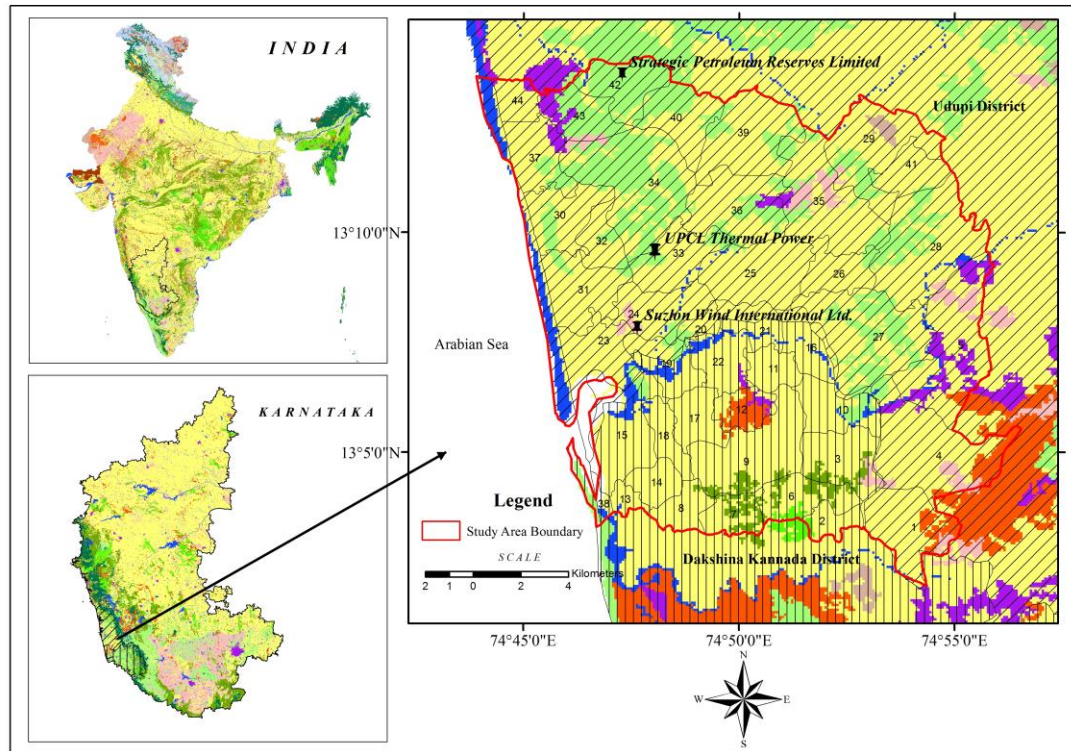 INDIA
KARNATAKA
13°10'0"N
13°5'0"N
74°45'0"E
74°50'0"E
74°55'0"E
Strategic Petroleum Reserves Limited
Udupi District
UPCL Thermal Power
Suzlon Wind International Ltd.
Arabian Sea
Dakshina Kannada District
42
44
43
40
39
29
41
37
34
35
36
30
32
33
28
25
26
31
24
23
20
21
16
27
19
22
11
12
10
17
15
18
9
3
4
14
6
13
8
7
2
1
38
Legend
Study Area Boundary
SCALE
Kilometers
2 1 0 2 4
N
W E
S